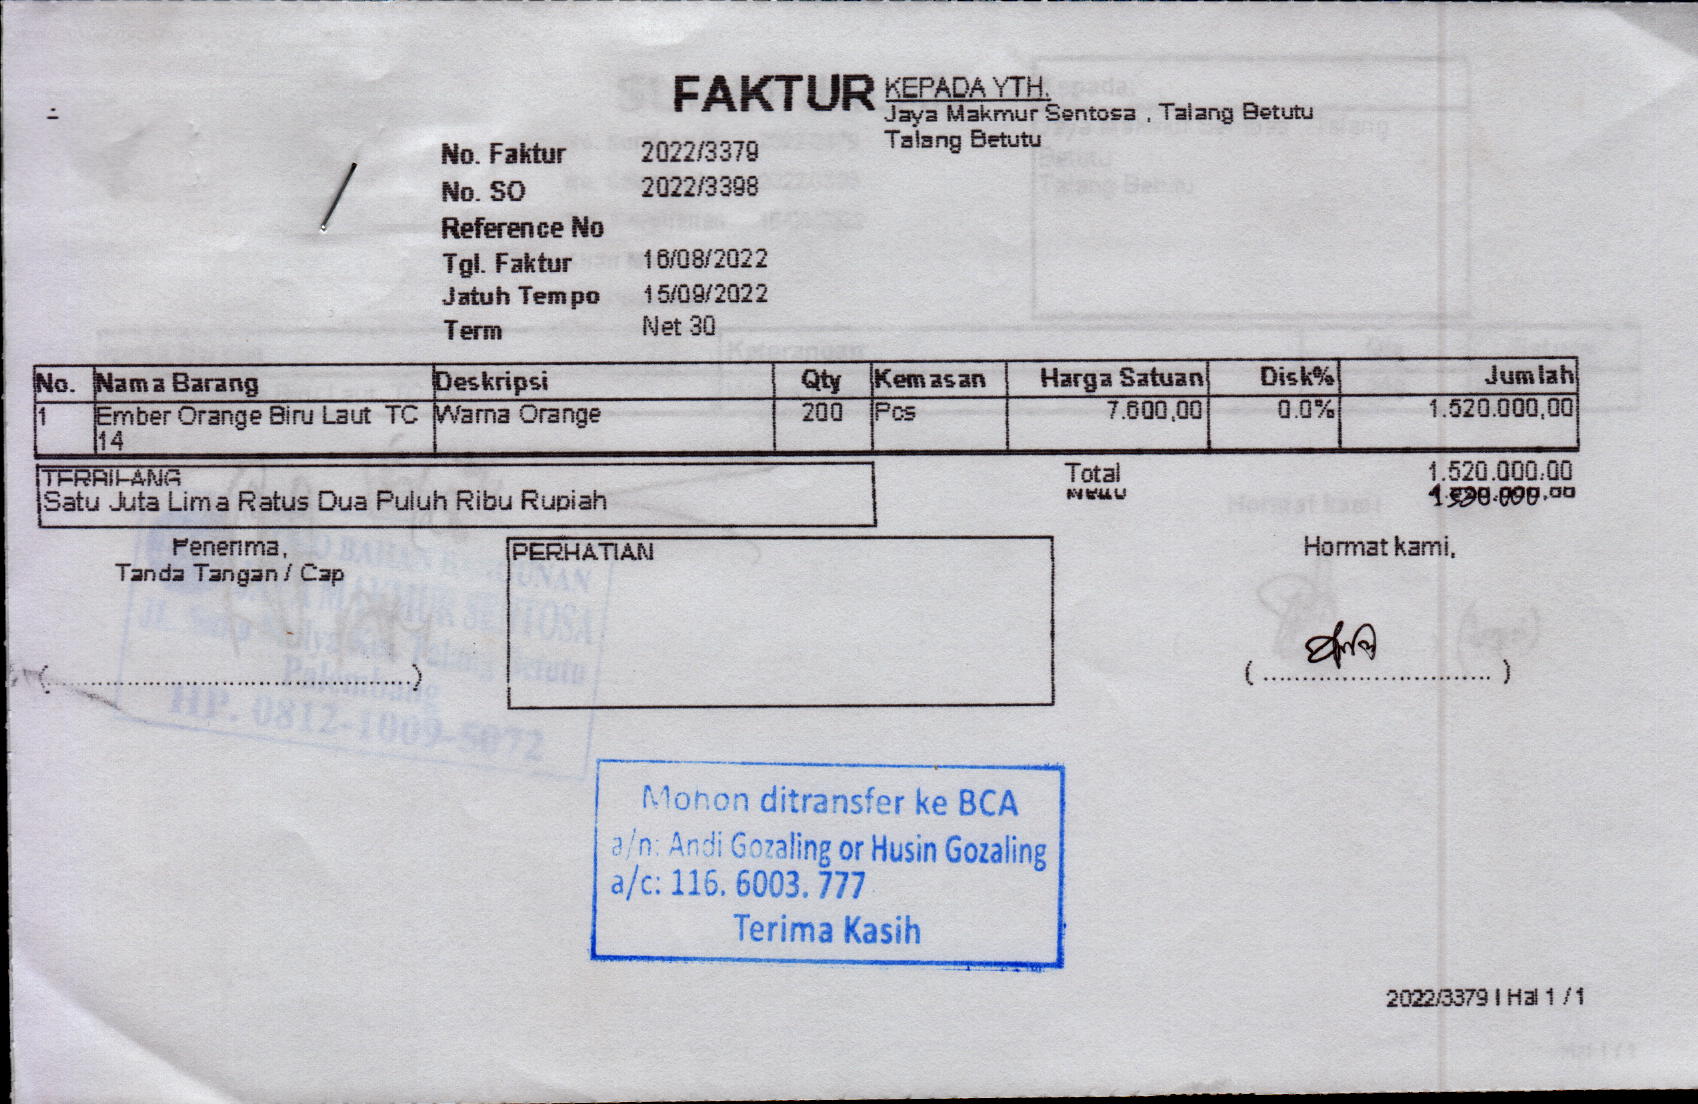 FAKTUR
KEPADA YTH.
Jaya Makmur Sentosa , Talang Betutu
Talang Betutu
No. Faktur 2022/3379
No. SO 2022/3398
Reference No
Tgl. Faktur 16/08/2022
Jatuh Tempo 15/09/2022
Term Net 30
No. Nama Barang Deskripsi Qty Kemasan Harga Satuan Disk% Jumlah
1 Ember Orange Biru Laut TC Warna Orange 200 Pcs 7.600,00 0.0% 1.520.000,00
14
TERBILANG
Satu Juta Lima Ratus Dua Puluh Ribu Rupiah
Total 1.520.000.00
Penerima,
Tanda Tangan / Cap
PERHATIAN
Hormat kami,
(............................................)
( ............................. )
HP. 0812-1009-5072
Mohon ditransfer ke BCA
a/n: Andi Gozaling or Husin Gozaling
a/c: 116. 6003. 777
Terima Kasih
2022/3379 | Hal 1 / 1